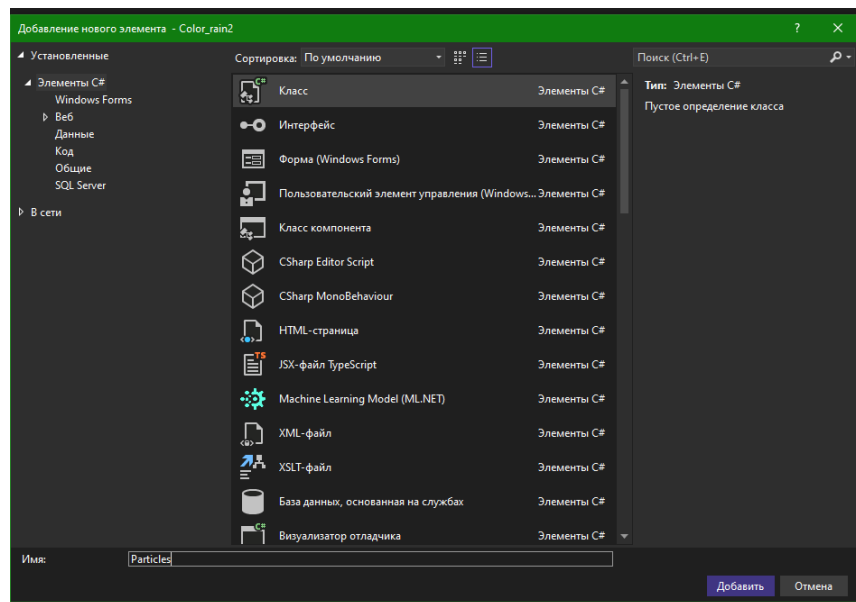 Добавление нового элемента - Color_rain2
? ×
Установленные
Сортировка: По умолчанию
Поиск (Ctrl+E)
Элементы C#
Windows Forms
Веб
Данные
Код
Общие
SQL Server
В сети
C# Класс Элементы C#
Интерфейс Элементы C#
Форма (Windows Forms) Элементы C#
Пользовательский элемент управления (Windows... Элементы C#
Класс компонента Элементы C#
CSharp Editor Script Элементы C#
CSharp MonoBehaviour Элементы C#
HTML-страница Элементы C#
TS JSX-файл TypeScript Элементы C#
Machine Learning Model (ML.NET) Элементы C#
XML-файл Элементы C#
XSLT-файл Элементы C#
База данных, основанная на службах Элементы C#
C# Визуализатор отладчика Элементы C#
Тип: Элементы C#
Пустое определение класса
Имя: Particles
Добавить Отмена